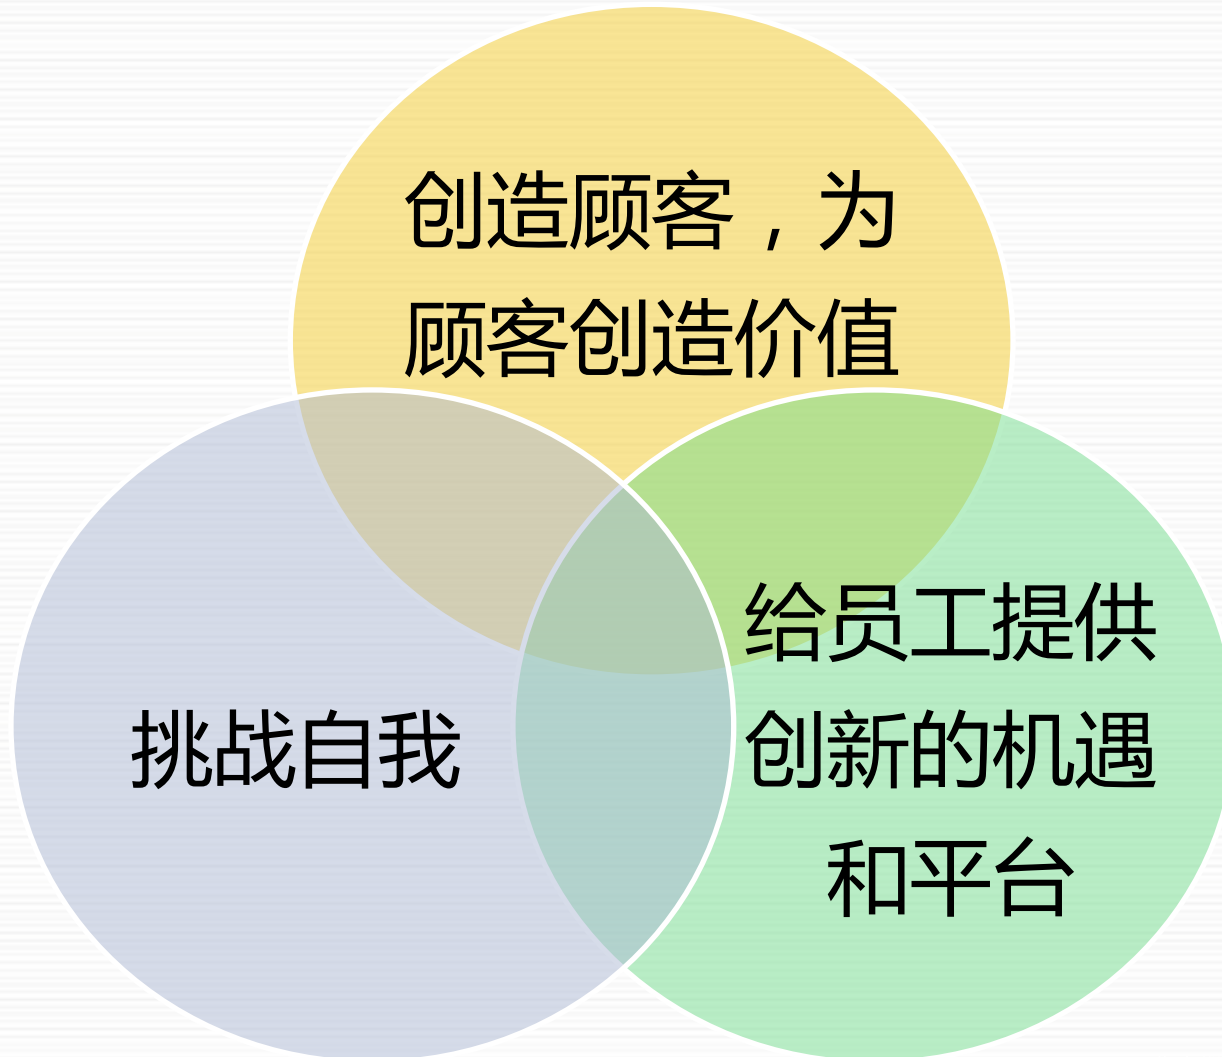 创造顾客，为
顾客创造价值
给员工提供
创新的机遇
和平台
挑战自我